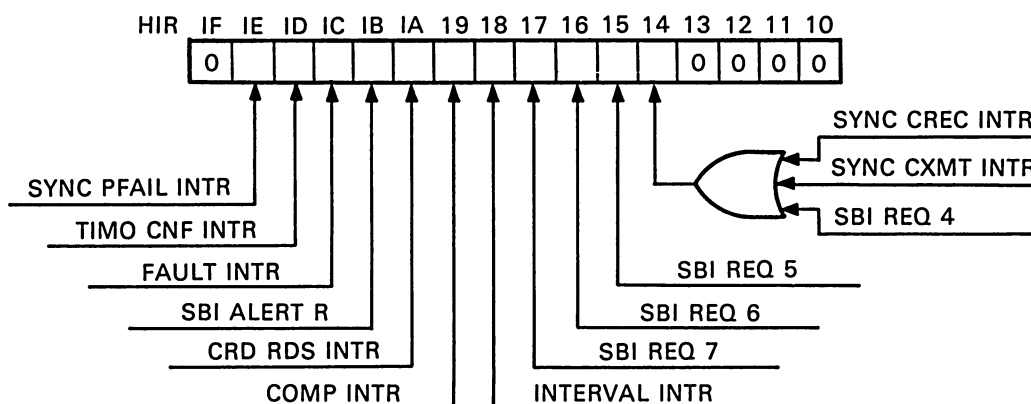 HIR IF IE ID IC IB IA 19 18 17 16 15 14 13 12 11 10
0 0 0 0 0
SYNC CREC INTR
SYNC CXMT INTR
SBI REQ 4
SYNC PFAIL INTR
TIMO CNF INTR
FAULT INTR
SBI REQ 5
SBI ALERT R
SBI REQ 6
CRD RDS INTR
SBI REQ 7
COMP INTR
INTERVAL INTR